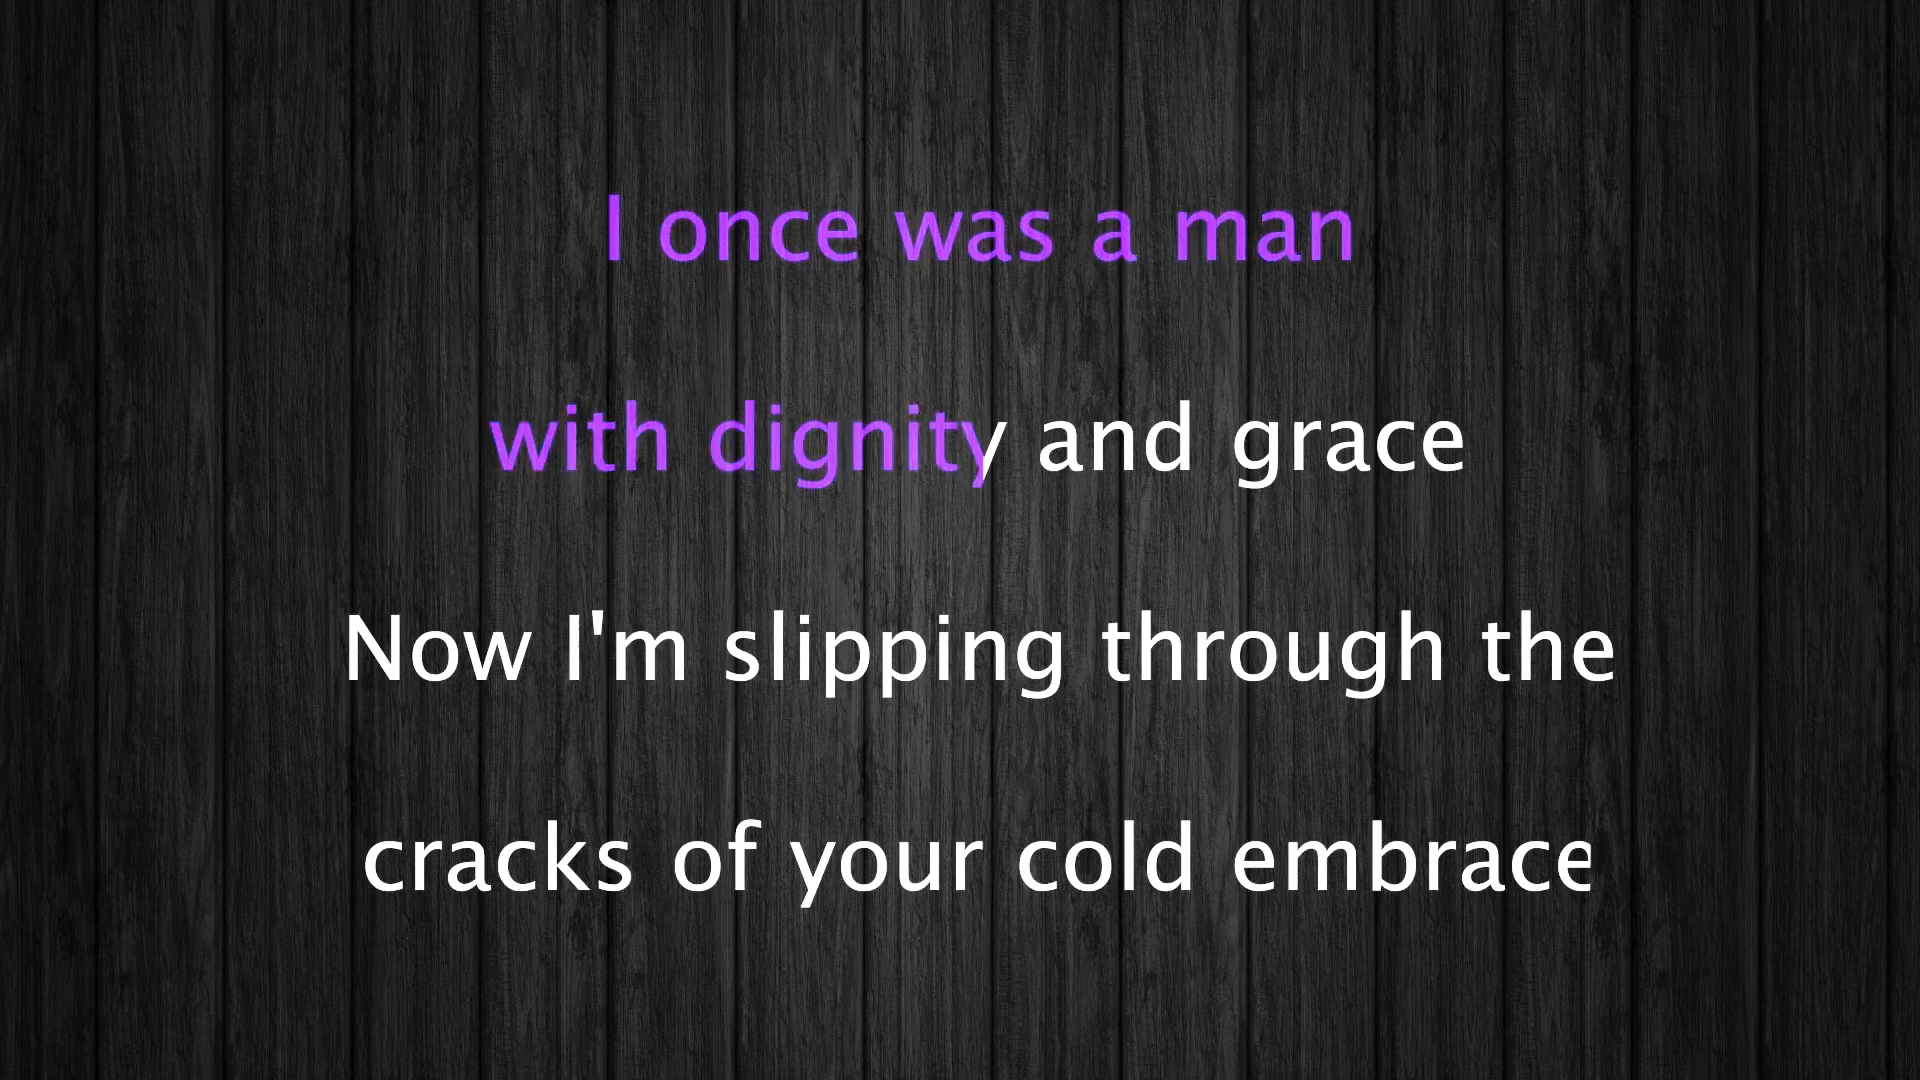 I once was a man
with dignity and grace
Now I'm slipping through the
cracks of your cold embrace